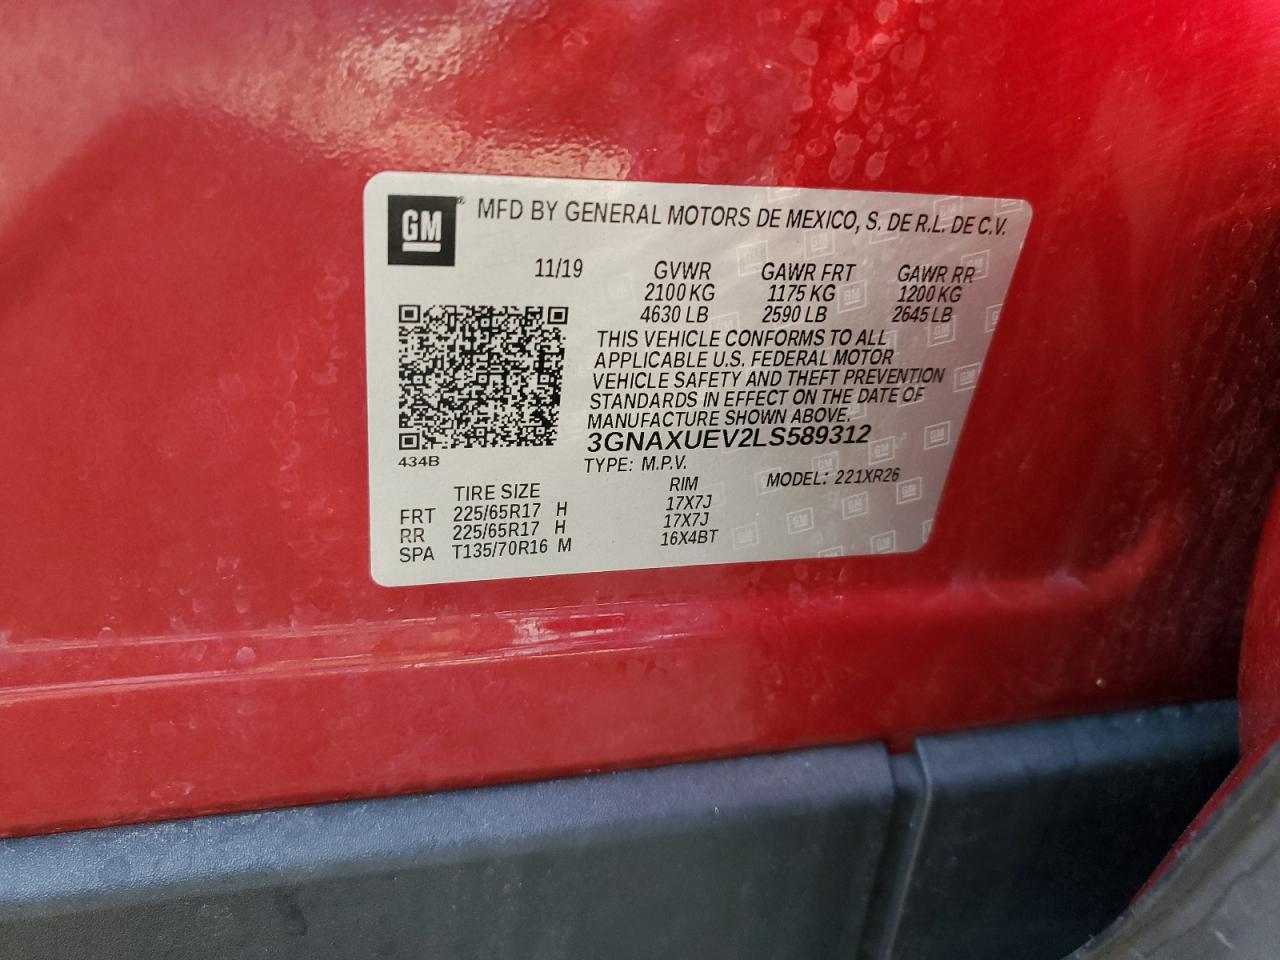 GM® MFD BY GENERAL MOTORS DE MEXICO, S. DE R.L. DE C.V.
11/19 GVWR GAWR FRT GAWR RR
2100 KG 1175 KG 1200 KG
4630 LB 2590 LB 2645 LB
THIS VEHICLE CONFORMS TO ALL
APPLICABLE U.S. FEDERAL MOTOR
VEHICLE SAFETY AND THEFT PREVENTION
STANDARDS IN EFFECT ON THE DATE OF
MANUFACTURE SHOWN ABOVE.
3GNAXUEV2LS589312
434B TYPE: M.P.V. MODEL: 221XR26
TIRE SIZE RIM
FRT 225/65R17 H 17X7J
RR 225/65R17 H 17X7J
SPA T135/70R16 M 16X4BT